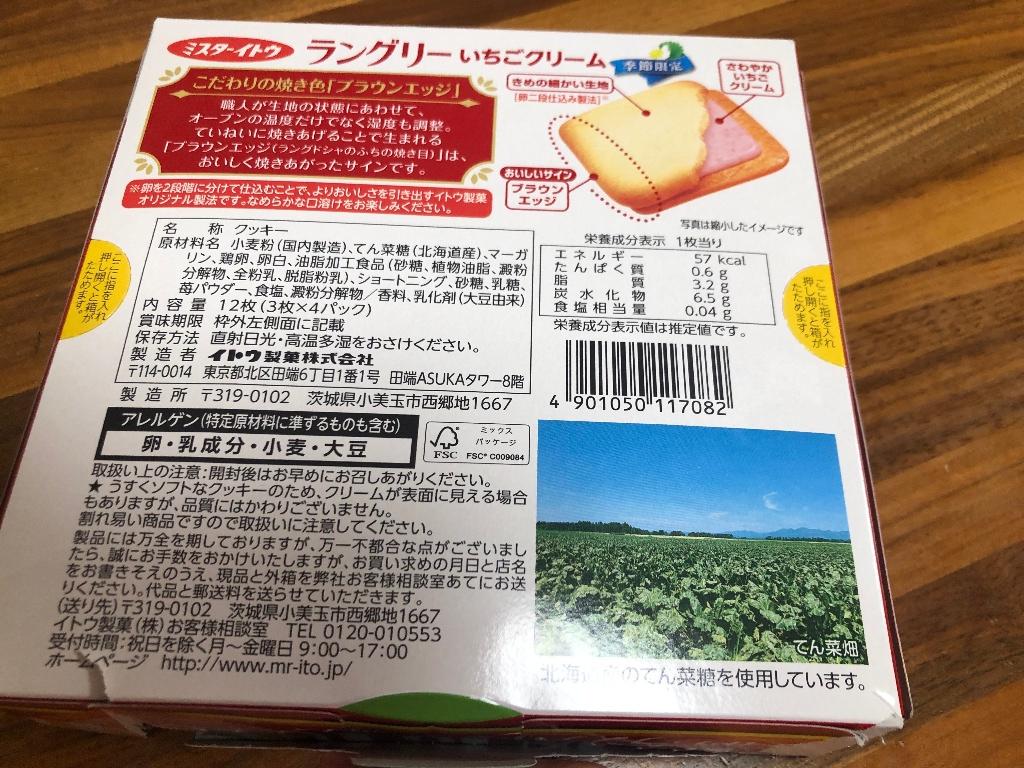 ミスターイトウ ラングリー いちごクリーム 季節限定
こだわりの焼き色「ブラウンエッジ」
職人が生地の状態にあわせて、
オーブンの温度だけでなく湿度も調整。
ていねいに焼きあげることで生まれる
「ブラウンエッジ(ラングドシャのふちの焼き目)」は、
おいしく焼きあがったサインです。
※卵を2段階に分けて仕込むことで、よりおいしさを引き出すイトウ製菓
オリジナル製法です。なめらかな口溶けをお楽しみください。
きめの細かい生地
[卵二段仕込み製法]※
さわやか
いちご
クリーム
おいしいサイン
ブラウン
エッジ
写真は縮小したイメージです
ここに指を入れ
押し開くと箱が
たためます。
名称 クッキー
原材料名 小麦粉(国内製造)、てん菜糖(北海道産)、マーガ
リン、鶏卵、卵白、油脂加工食品(砂糖、植物油脂、澱粉
分解物、全粉乳、脱脂粉乳)、ショートニング、砂糖、乳糖、
苺パウダー、食塩、澱粉分解物/香料、乳化剤(大豆由来)
内容量 12枚(3枚×4パック)
賞味期限 枠外左側面に記載
保存方法 直射日光・高温多湿をおさけください。
製造者 イトウ製菓株式会社
〒114-0014 東京都北区田端6丁目1番1号 田端ASUKAタワー8階
製造所 〒319-0102 茨城県小美玉市西郷地1667
栄養成分表示 1枚当り
エネルギー 57 kcal
たんぱく質 0.6 g
脂質 3.2 g
炭水化物 6.5 g
食塩相当量 0.04 g
栄養成分表示値は推定値です。
ここに指を入れ
押し開くと箱が
たためます。
4 901050 117082
アレルゲン(特定原材料に準ずるものも含む)
卵・乳成分・小麦・大豆
FSC
ミックス
パッケージ
FSC® C009084
取扱い上の注意:開封後はお早めにお召しあがりください。
★うすくソフトなクッキーのため、クリームが表面に見える場合
もありますが、品質にはかわりございません。
割れ易い商品ですので取扱いに注意してください。
製品には万全を期しておりますが、万一不都合な点がございまし
たら、誠にお手数をおかけいたしますが、お買い求めの月日と店名
をお書きそえのうえ、現品と外箱を弊社お客様相談室あてにお送
りください。代品と郵送料を送らせていただきます。
(送り先)〒319-0102 茨城県小美玉市西郷地1667
イトウ製菓(株)お客様相談室 TEL 0120-010553
受付時間:祝日を除く月～金曜日 9:00～17:00
ホームページ http://www.mr-ito.jp/
てん菜畑
北海道産のてん菜糖を使用しています。